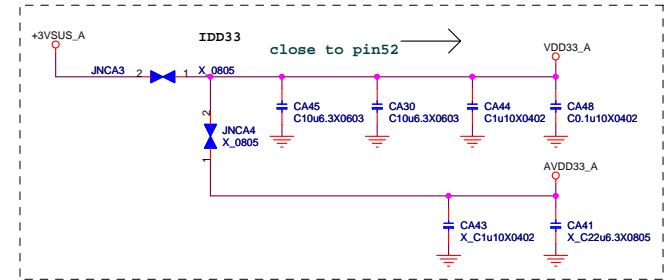 +3VSUS_A
IDD33
close to pin52
VDD33_A
JNCA3
2
1
X_0805
CA45
C10u6.3X0603
CA30
C10u6.3X0603
CA44
C1u10X0402
CA48
C0.1u10X0402
2
JNCA4
X_0805
1
AVDD33_A
CA43
X_C1u10X0402
CA41
X_C22u6.3X0805